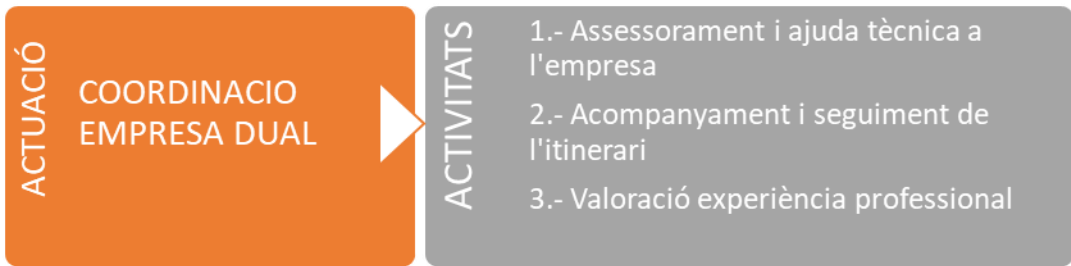 ACTUACIÓ
COORDINACIO
EMPRESA DUAL
ACTIVITATS
1.- Assessorament i ajuda tècnica a
l'empresa
2.- Acompanyament i seguiment de
l'itinerari
3.- Valoració experiència professional